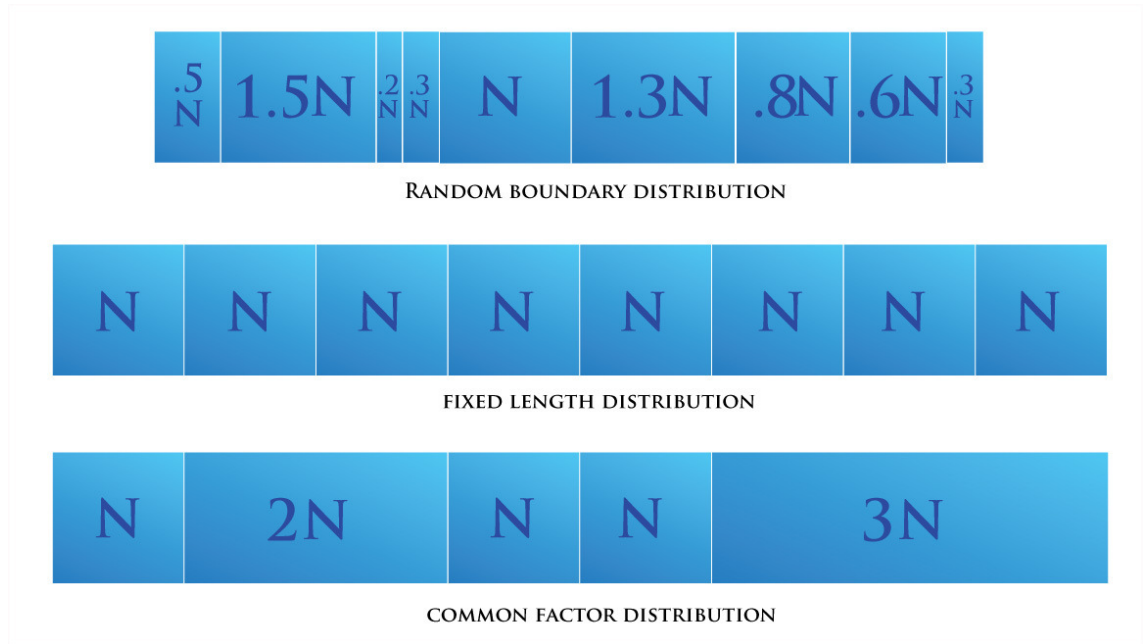 .5
N
1.5N
.2
N
.3
N
N
1.3N
.8N
.6N
.3
N
Random boundary distribution
N N N N N N N N
fixed length distribution
N 2N N N 3N
common factor distribution